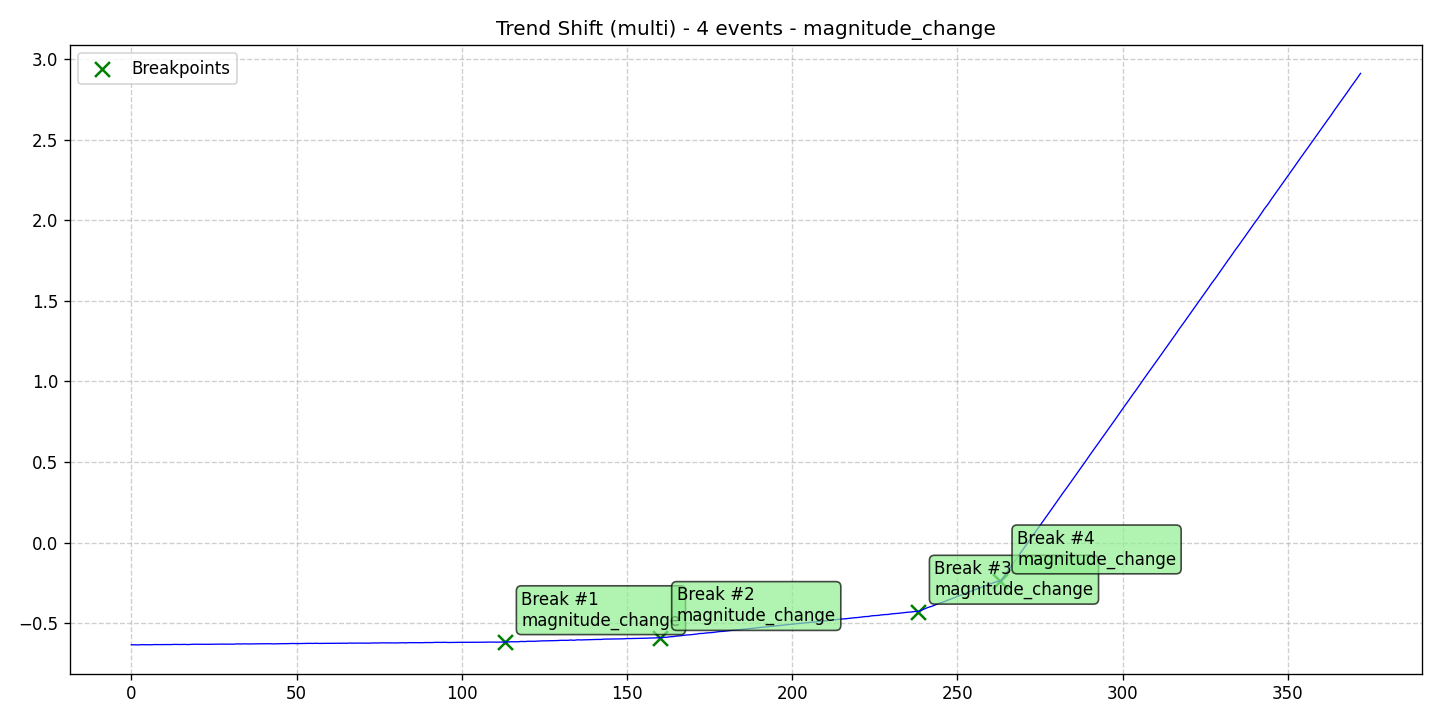 Trend Shift (multi) - 4 events - magnitude_change
Breakpoints
3.0
2.5
2.0
1.5
1.0
0.5
0.0
−0.5
Break #1
magnitude_change
Break #2
magnitude_change
Break #3
magnitude_change
Break #4
magnitude_change
0
50
100
150
200
250
300
350